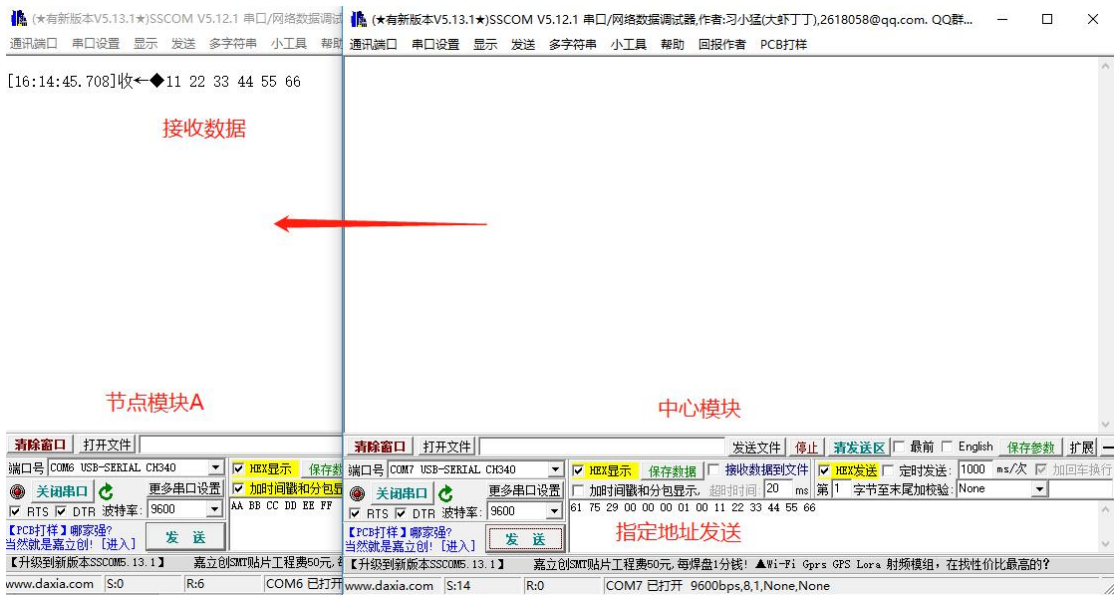 (★有新版本V5.13.1★)SSCOM V5.12.1 串口/网络数据调试
通讯端口 串口设置 显示 发送 多字符串 小工具 帮助
[16:14:45.708]收←◆11 22 33 44 55 66
接收数据
节点模块A
清除窗口 打开文件
端口号 COM6 USB-SERIAL CH340 HEX显示 保存数
关闭串口 更多串口设置 加时间戳和分包显
RTS DTR 波特率: 9600 AA BB CC DD EE FF
【PCB打样】哪家强?
当然就是嘉立创! [进入] 发 送
【升级到新版本SSCOM5.13.1】 嘉立创SMT贴片工程费50元,
www.daxia.com S:0 R:6 COM6 已打开
(★有新版本V5.13.1★)SSCOM V5.12.1 串口/网络数据调试器,作者:习小猛(大虾丁丁),2618058@qq.com. QQ群...
通讯端口 串口设置 显示 发送 多字符串 小工具 帮助 回报作者 PCB打样
中心模块
清除窗口 打开文件 发送文件 停止 清发送区 最前 English 保存参数 扩展
端口号 COM7 USB-SERIAL CH340 HEX显示 保存数据 接收数据到文件 HEX发送 定时发送: 1000 ms/次 加回车换行
关闭串口 更多串口设置 加时间戳和分包显示, 超时时间: 20 ms 第 1 字节至末尾加校验: None
RTS DTR 波特率: 9600 61 75 29 00 00 00 01 00 11 22 33 44 55 66
指定地址发送
【PCB打样】哪家强?
当然就是嘉立创! [进入] 发 送
【升级到新版本SSCOM5.13.1】 嘉立创SMT贴片工程费50元, 每焊盘1分钱! ▲Wi-Fi Gprs GPS Lora 射频模组, 在找性价比最高的?
www.daxia.com S:14 R:0 COM7 已打开 9600bps,8,1,None,None